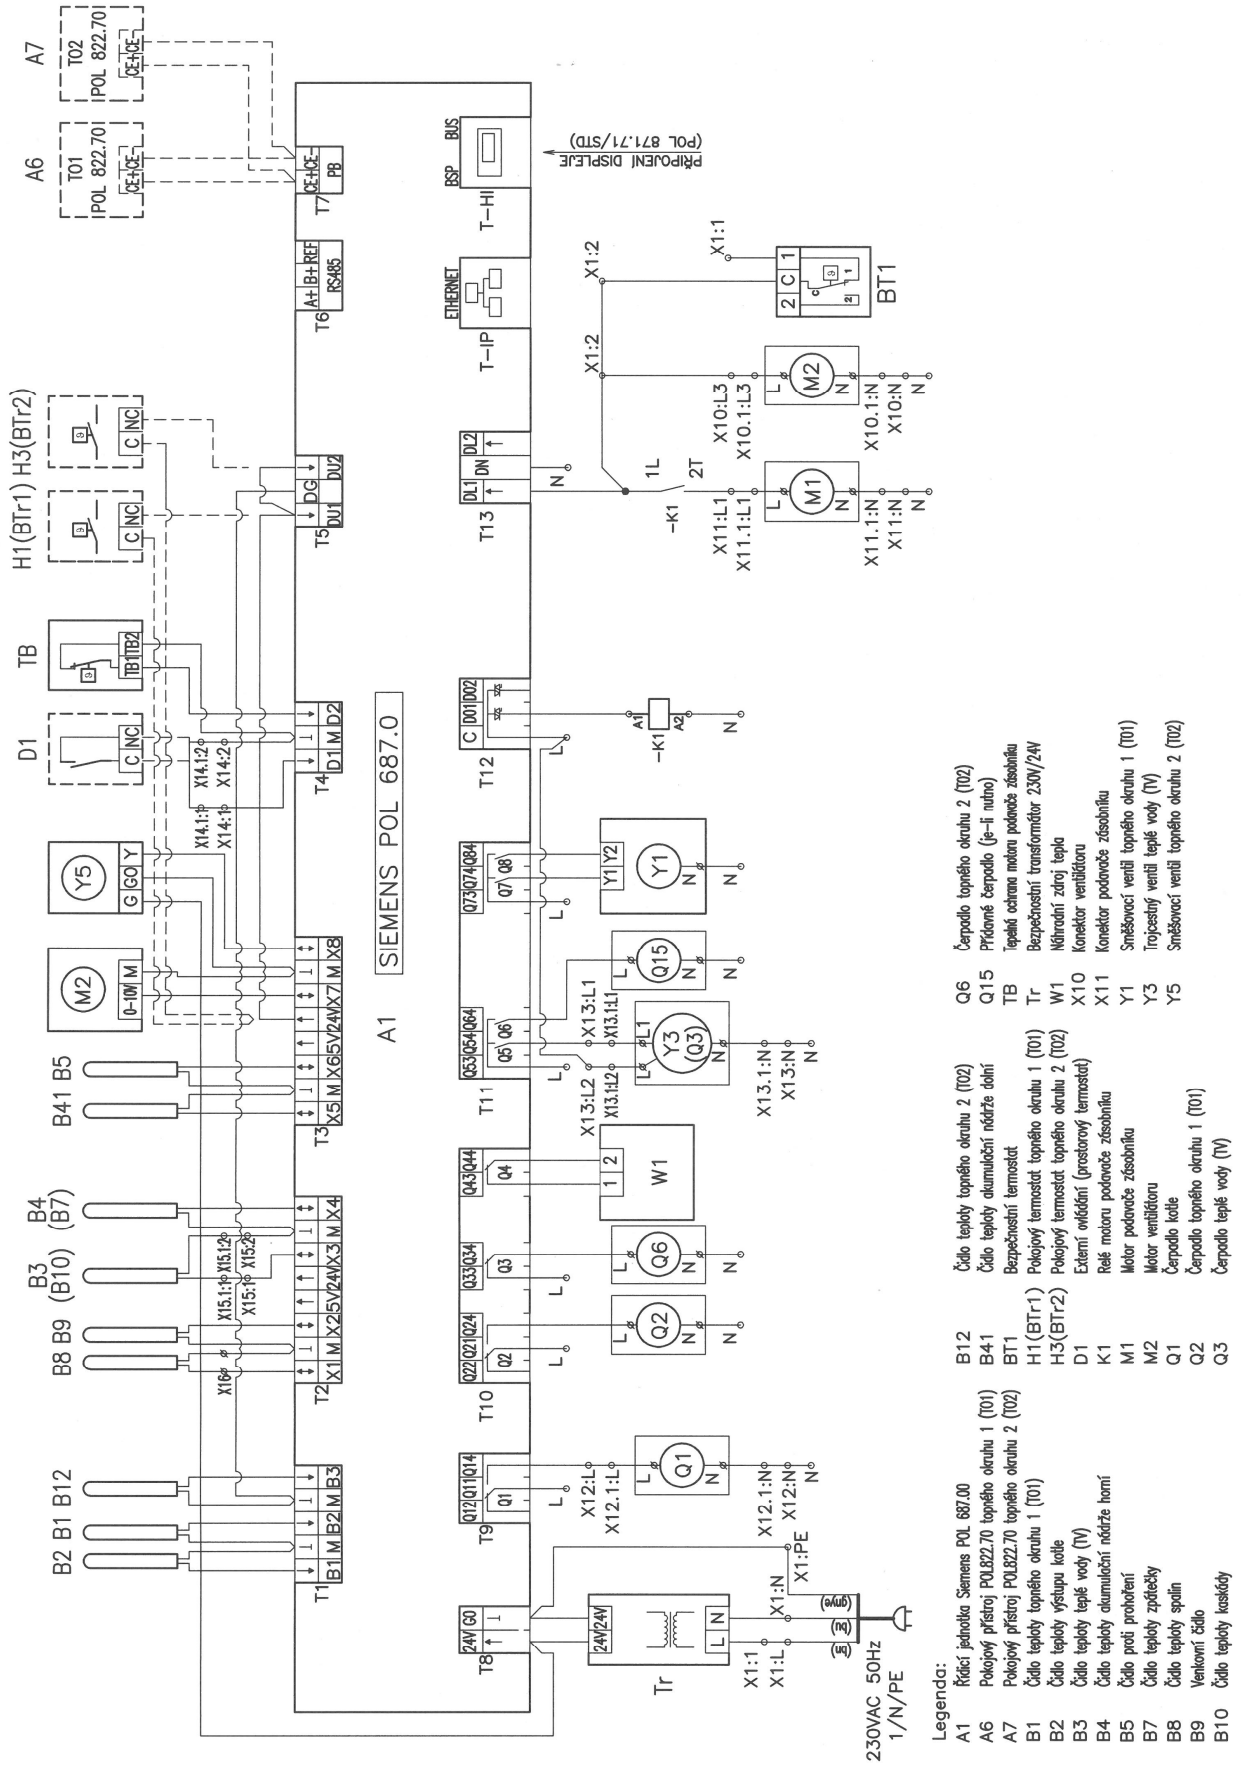 A6
A7
T01
POL 822.70
CE+CE-
T02
POL 822.70
CE+CE-
H1(BTr1)
H3(BTr2)
C NC
C NC
TB
TB1 TB2
D1
C NC
Y5
G GO Y
M2
0-10V M
B41 B5
B3
(B10)
B4
(B7)
B8 B9
B2 B1 B12
X16
X15.1:1
X15:1
X15.1:2
X15:2
X14.1:1
X14:1
X14.1:2
X14:2
T1
B1 M B2 M B3
T2
X1 M X2 5V 24V X3 M X4
T3
X5 M X6 5V 24V X7 M X8
T4
D1 M D2
T5
DU1 DG DU2
T6
A+ B+ REF
RS485
T7
CE+CE-
PB
A1 SIEMENS POL 687.0
T8
24V G0
T9
Q12 Q11 Q14
Q1
T10
Q22 Q21 Q24
Q2
Q33 Q34
Q3
Q43 Q44
Q4
T11
Q53 Q54 Q64
Q5 Q6
Q73 Q74 Q84
Q7 Q8
T12
C DO1 DO2
T13
DL1 DN DL2
T-IP
ETHERNET
T-HI
BSP BUS
PŘIPOJENÍ DISPLEJE
(POL 871.71/STD)
Tr
24V 24V
L N
X1:1
X1:L
X1:N
X1:PE
(gnye)
230VAC 50Hz
1/N/PE
L
X12:L
X12.1:L
L
Q1
N
X12.1:N
X12:N
N
L
L
Q2
N
N
L
L
Q6
N
N
1 2
W1
L
X13:L2
X13.1:L2
X13:L1
X13.1:L1
L
L1
Y3
(Q3)
N
X13.1:N
X13:N
N
L
Q15
N
N
L
Y1 Y2
Y1
N
N
L
A1
-K1
A2
N
N
1L
-K1
2T
X11:L1
X11.1:L1
L
M1
N
X11.1:N
X11:N
N
X1:2
X10:L3
X10.1:L3
L
M2
N
X10.1:N
X10:N
N
X1:2
X1:1
2 C 1
C
2
1
BT1
Legenda:
A1 Řídicí jednotka Siemens POL 687.00
A6 Pokojový přístroj POL822.70 topného okruhu 1 (T01)
A7 Pokojový přístroj POL822.70 topného okruhu 2 (T02)
B1 Čidlo teploty topného okruhu 1 (T01)
B2 Čidlo teploty výstupu kotle
B3 Čidlo teploty teplé vody (TV)
B4 Čidlo teploty akumulační nádrže horní
B5 Čidlo proti prohoření
B7 Čidlo teploty zpátečky
B8 Čidlo teploty spalin
B9 Venkovní čidlo
B10 Čidlo teploty kaskády
B12 Čidlo teploty topného okruhu 2 (T02)
B41 Čidlo teploty akumulační nádrže dolní
BT1 Bezpečnostní termostat
H1(BTr1) Pokojový termostat topného okruhu 1 (T01)
H3(BTr2) Pokojový termostat topného okruhu 2 (T02)
D1 Externí ovládání (prostorový termostat)
K1 Relé motoru podavače zásobníku
M1 Motor podavače zásobníku
M2 Motor ventilátoru
Q1 Čerpadlo kotle
Q2 Čerpadlo topného okruhu 1 (T01)
Q3 Čerpadlo teplé vody (TV)
Q6 Čerpadlo topného okruhu 2 (T02)
Q15 Přídavné čerpadlo (je-li nutno)
TB Tepelná ochrana motoru podavače zásobníku
Tr Bezpečnostní transformátor 230V/24V
W1 Náhradní zdroj tepla
X10 Konektor ventilátoru
X11 Konektor podavače zásobníku
Y1 Směšovací ventil topného okruhu 1 (T01)
Y3 Trojcestný ventil teplé vody (TV)
Y5 Směšovací ventil topného okruhu 2 (T02)